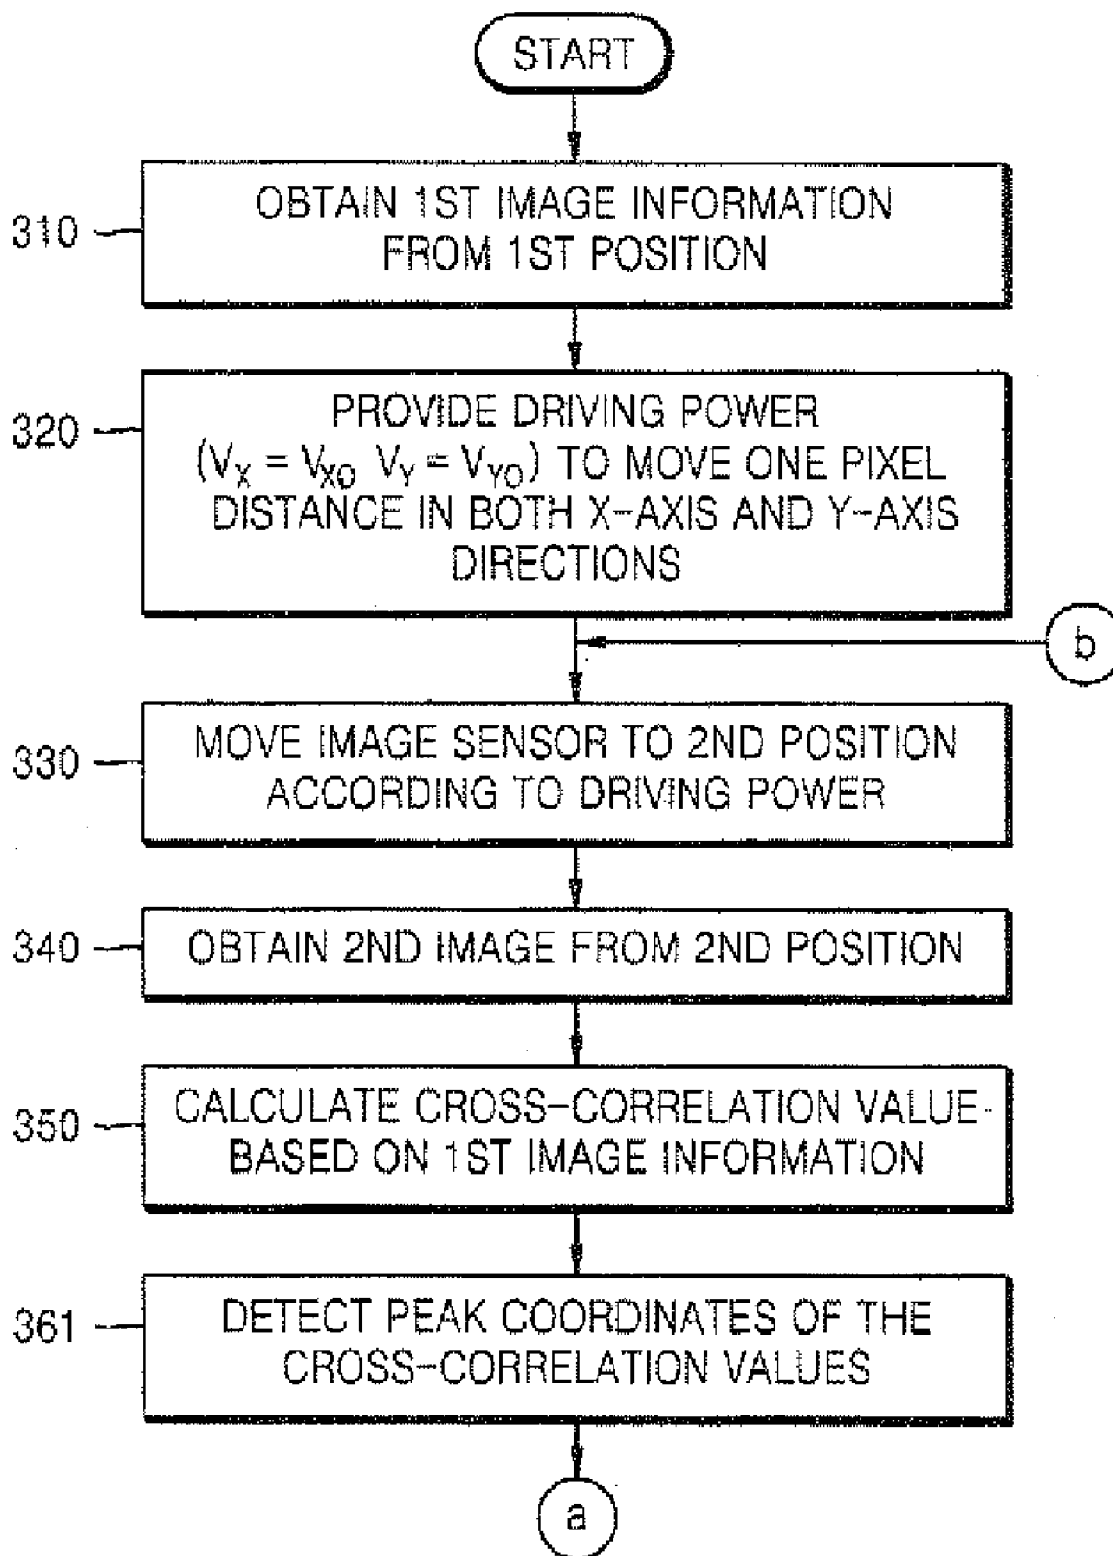 START
310
OBTAIN 1ST IMAGE INFORMATION
FROM 1ST POSITION
320
PROVIDE DRIVING POWER
(VX = VXO, VY = VYO) TO MOVE ONE PIXEL
DISTANCE IN BOTH X-AXIS AND Y-AXIS
DIRECTIONS
b
330
MOVE IMAGE SENSOR TO 2ND POSITION
ACCORDING TO DRIVING POWER
340
OBTAIN 2ND IMAGE FROM 2ND POSITION
350
CALCULATE CROSS-CORRELATION VALUE
BASED ON 1ST IMAGE INFORMATION
361
DETECT PEAK COORDINATES OF THE
CROSS-CORRELATION VALUES
a